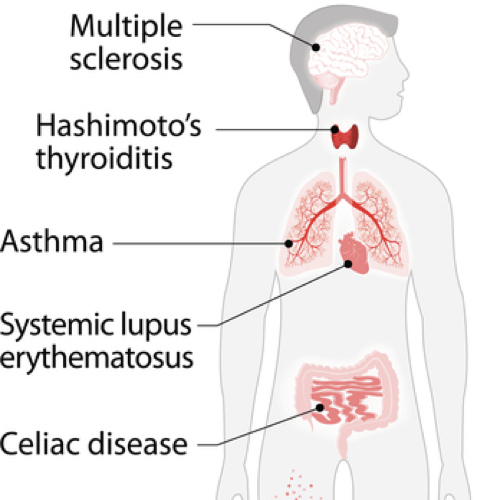 Multiple
sclerosis
Hashimoto's
thyroiditis
Asthma
Systemic lupus
erythematosus
Celiac disease